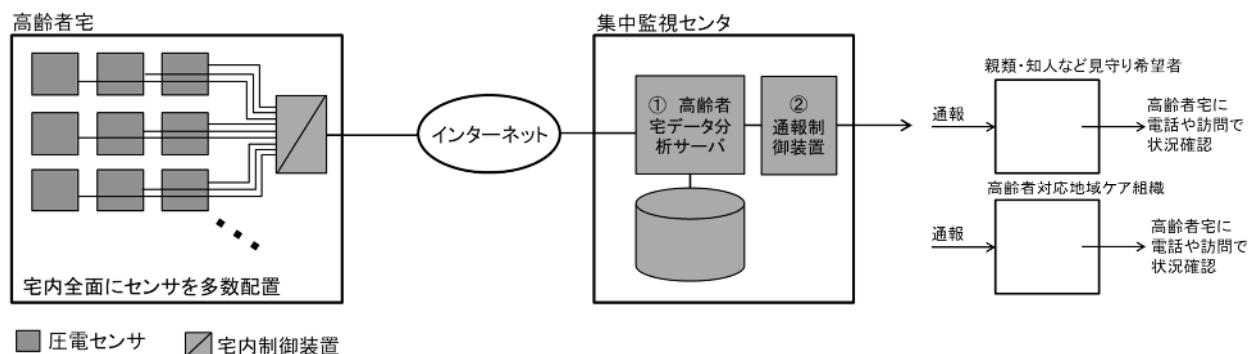 高齢者宅
宅内全面にセンサを多数配置
圧電センサ
宅内制御装置
インターネット
集中監視センタ
① 高齢者
宅データ分
析サーバ
②
通報制
御装置
親類・知人など見守り希望者
通報
高齢者宅に
電話や訪問で
状況確認
高齢者対応地域ケア組織
通報
高齢者宅に
電話や訪問で
状況確認